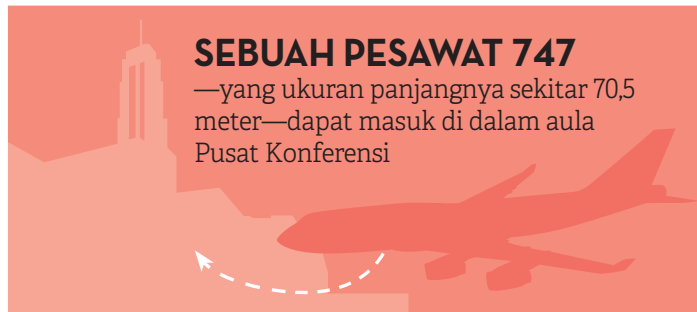 SEBUAH PESAWAT 747
—yang ukuran panjangnya sekitar 70,5
meter—dapat masuk di dalam aula
Pusat Konferensi